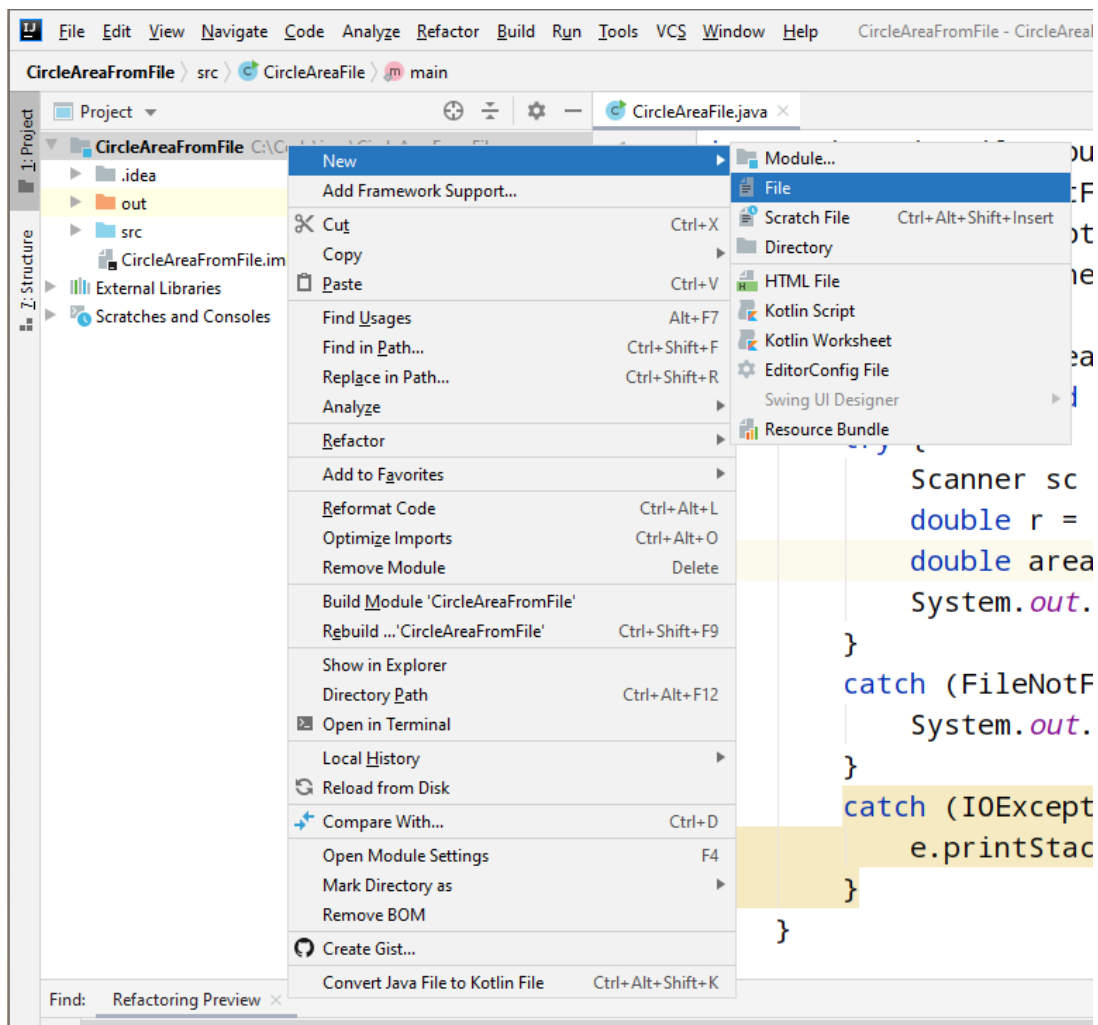 File Edit View Navigate Code Analyze Refactor Build Run Tools VCS Window Help CircleAreaFromFile - CircleAreaF
CircleAreaFromFile src CircleAreaFile main
1: Project
7: Structure
Project
CircleAreaFile.java
CircleAreaFromFile
.idea
out
src
CircleAreaFromFile.im
External Libraries
Scratches and Consoles
New
Add Framework Support...
Cut Ctrl+X
Copy
Paste Ctrl+V
Find Usages Alt+F7
Find in Path... Ctrl+Shift+F
Replace in Path... Ctrl+Shift+R
Analyze
Refactor
Add to Favorites
Reformat Code Ctrl+Alt+L
Optimize Imports Ctrl+Alt+O
Remove Module Delete
Build Module 'CircleAreaFromFile'
Rebuild ...'CircleAreaFromFile' Ctrl+Shift+F9
Show in Explorer
Directory Path Ctrl+Alt+F12
Open in Terminal
Local History
Reload from Disk
Compare With... Ctrl+D
Open Module Settings F4
Mark Directory as
Remove BOM
Create Gist...
Convert Java File to Kotlin File Ctrl+Alt+Shift+K
Module...
File
Scratch File Ctrl+Alt+Shift+Insert
Directory
HTML File
Kotlin Script
Kotlin Worksheet
EditorConfig File
Swing UI Designer
Resource Bundle
try {
Scanner sc
double r =
double area
System.out.
}
catch (FileNotF
System.out.
}
catch (IOExcept
e.printStac
}
}
Find: Refactoring Preview